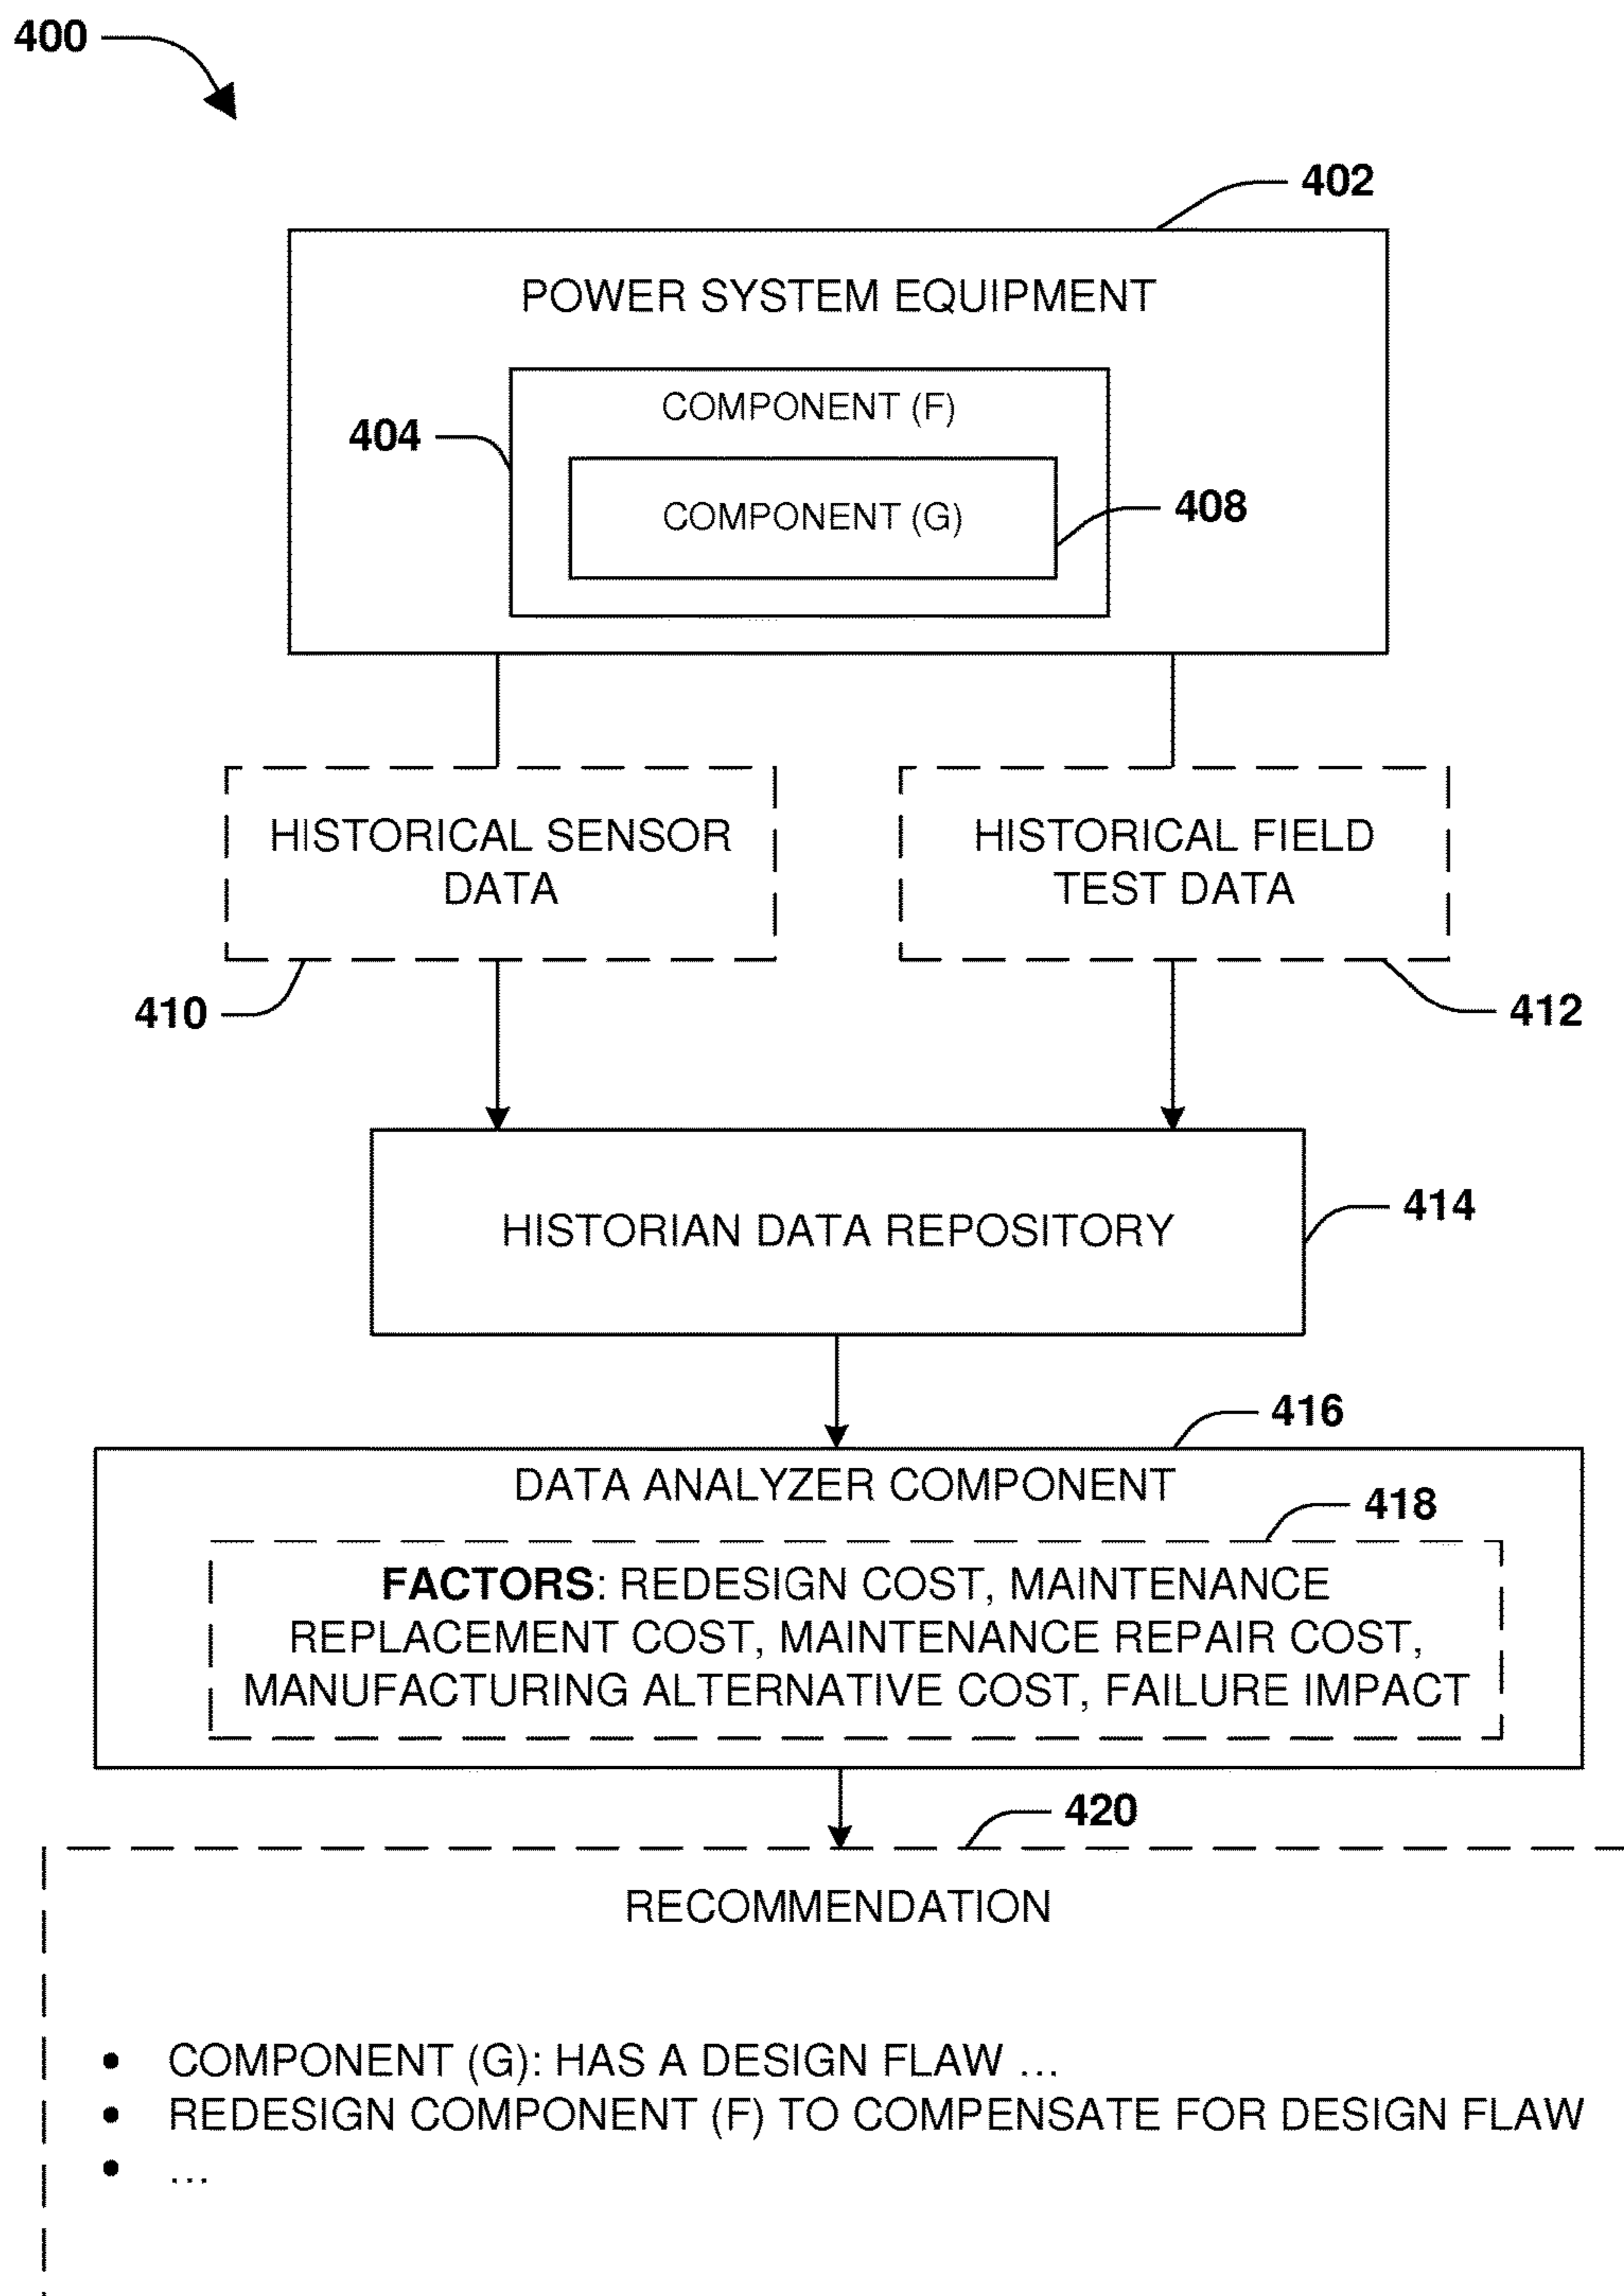 400
402
POWER SYSTEM EQUIPMENT
COMPONENT (F)
404
COMPONENT (G)
408
HISTORICAL SENSOR
DATA
HISTORICAL FIELD
TEST DATA
410
412
HISTORIAN DATA REPOSITORY
414
416
DATA ANALYZER COMPONENT
418
FACTORS: REDESIGN COST, MAINTENANCE
REPLACEMENT COST, MAINTENANCE REPAIR COST,
MANUFACTURING ALTERNATIVE COST, FAILURE IMPACT
420
RECOMMENDATION
• COMPONENT (G): HAS A DESIGN FLAW ...
• REDESIGN COMPONENT (F) TO COMPENSATE FOR DESIGN FLAW
• ...